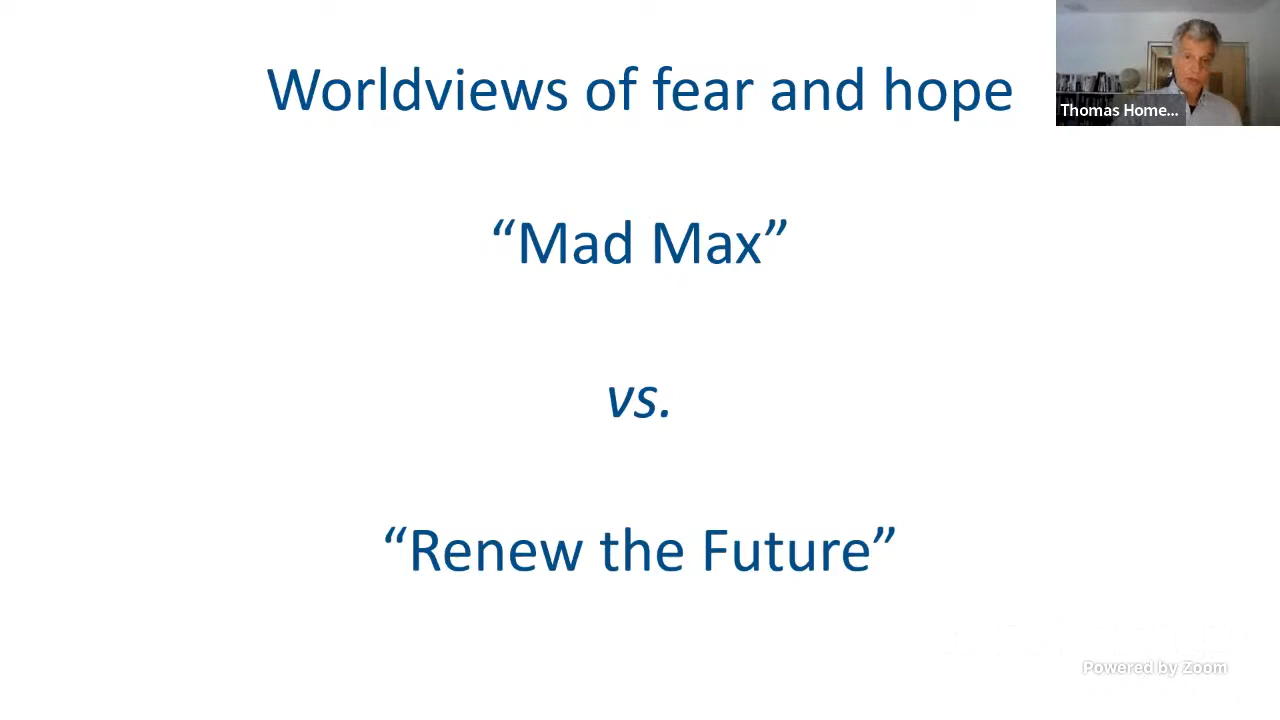 Worldviews of fear and hope
Thomas Home...
“Mad Max”
vs.
“Renew the Future”
Powered by Zoom